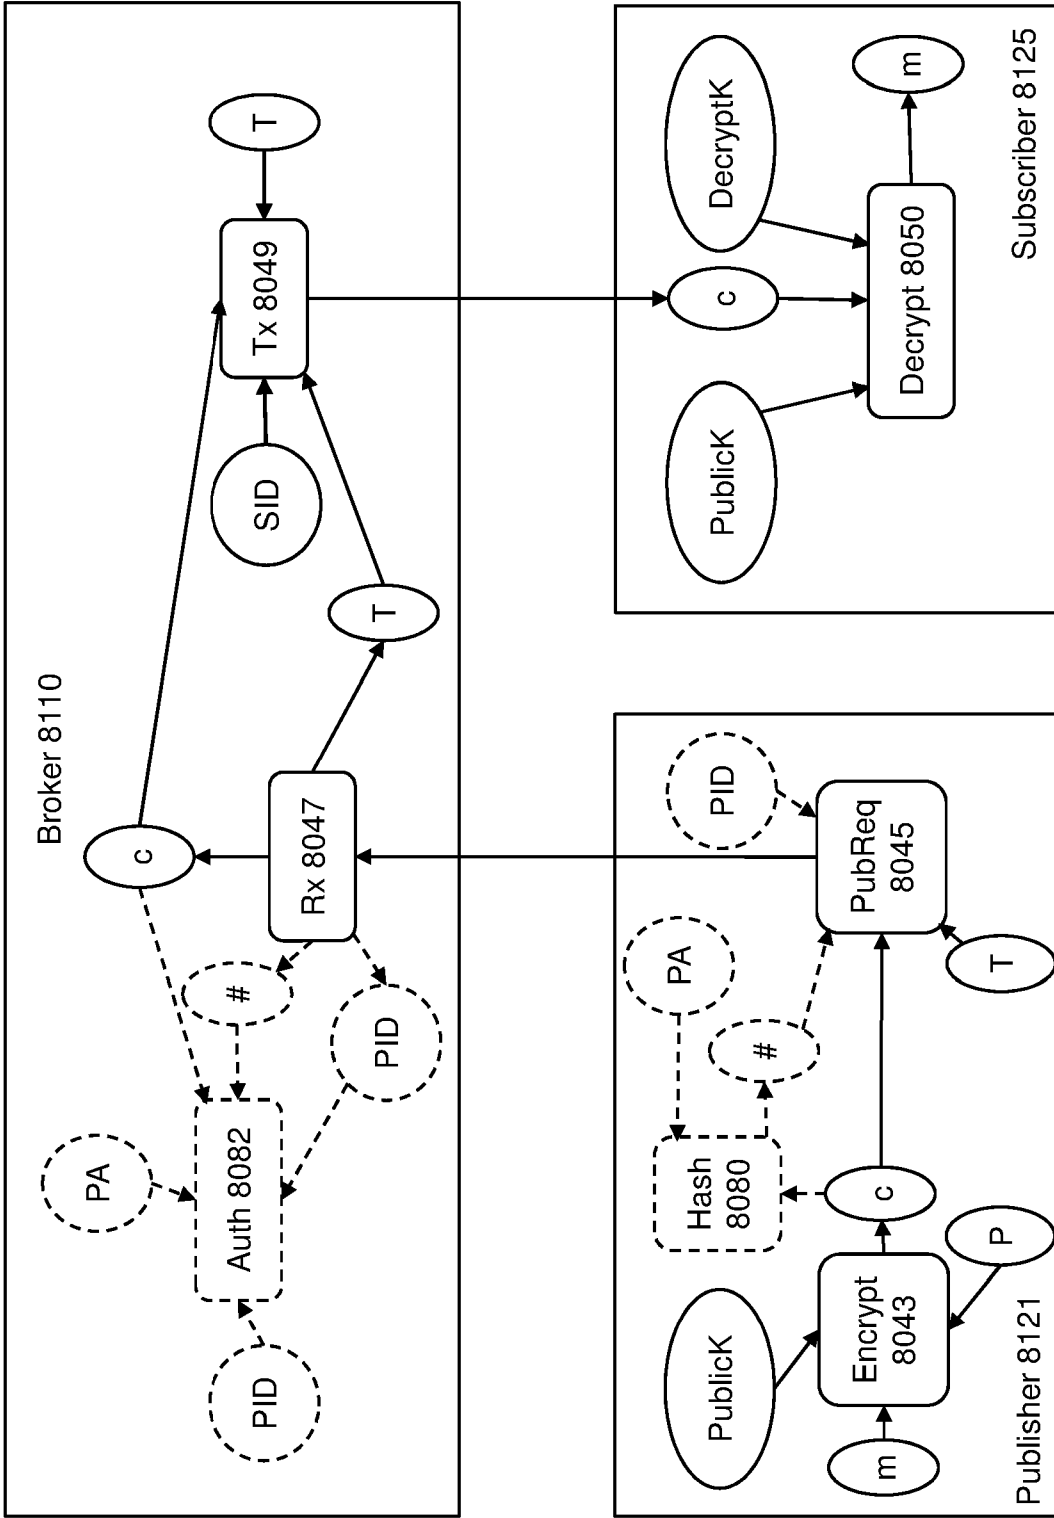 Broker 8110
PA
PID
Auth 8082
#
PID
c
Rx 8047
T
SID
Tx 8049
T
Publisher 8121
m
PublicK
Encrypt
8043
P
c
Hash
8080
#
PA
T
PID
PubReq
8045
Subscriber 8125
PublicK
c
DecryptK
Decrypt 8050
m